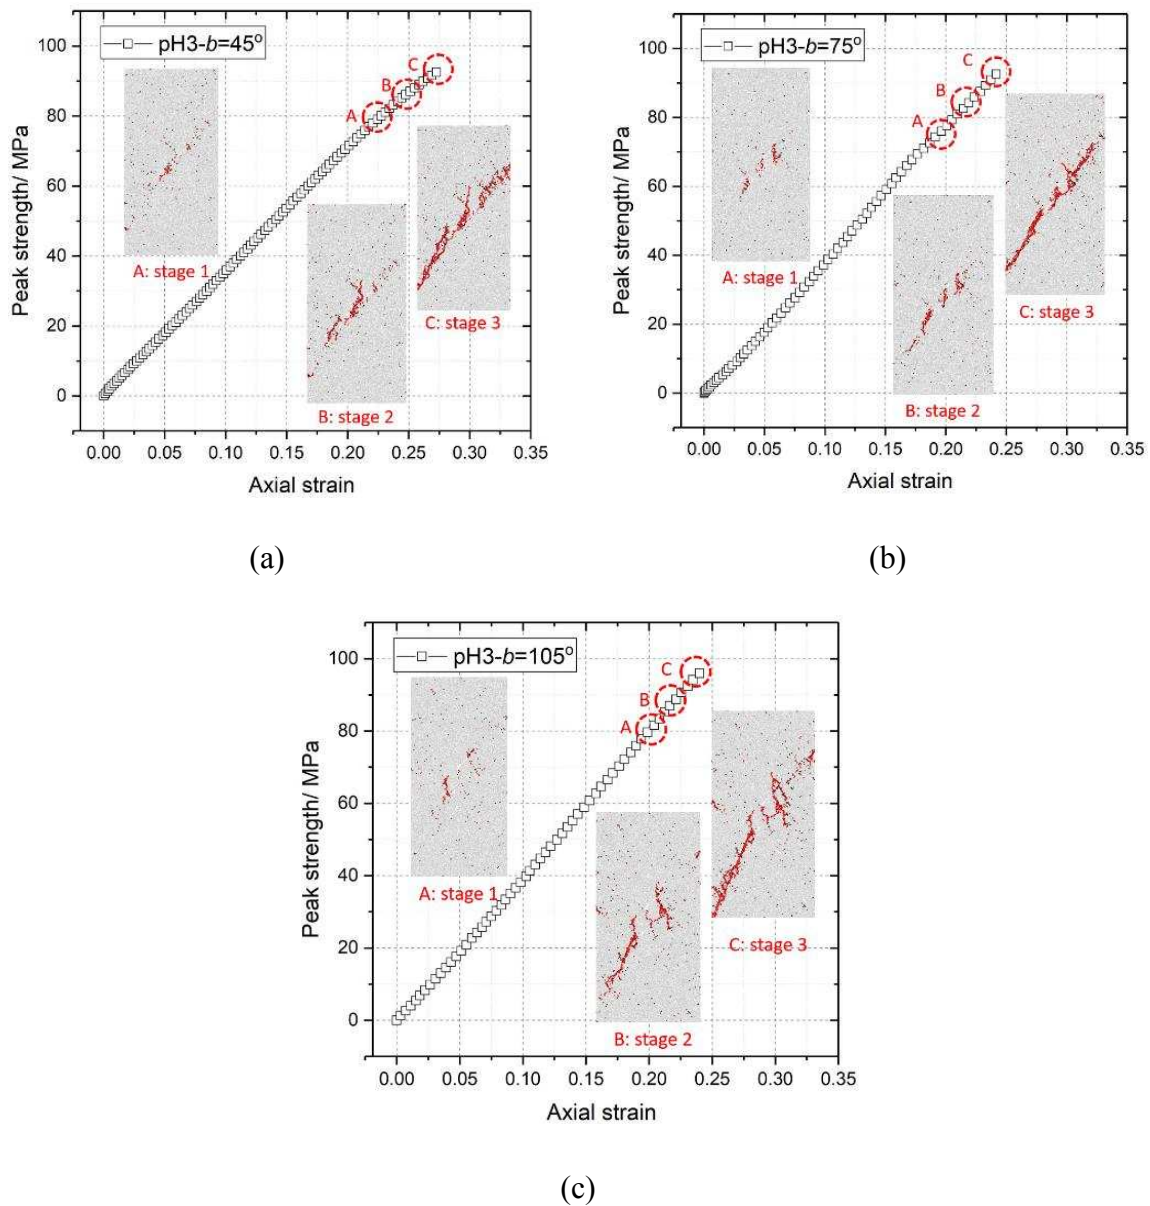 pH3-b=45°
100
80
60
40
20
0
Peak strength/ MPa
A
B
C
A: stage 1
B: stage 2
C: stage 3
0.00 0.05 0.10 0.15 0.20 0.25 0.30 0.35
Axial strain
(a)
pH3-b=75°
100
80
60
40
20
0
Peak strength/ MPa
A
B
C
A: stage 1
B: stage 2
C: stage 3
0.00 0.05 0.10 0.15 0.20 0.25 0.30 0.35
Axial strain
(b)
pH3-b=105°
100
80
60
40
20
0
Peak strength/ MPa
A
B
C
A: stage 1
B: stage 2
C: stage 3
0.00 0.05 0.10 0.15 0.20 0.25 0.30 0.35
Axial strain
(c)